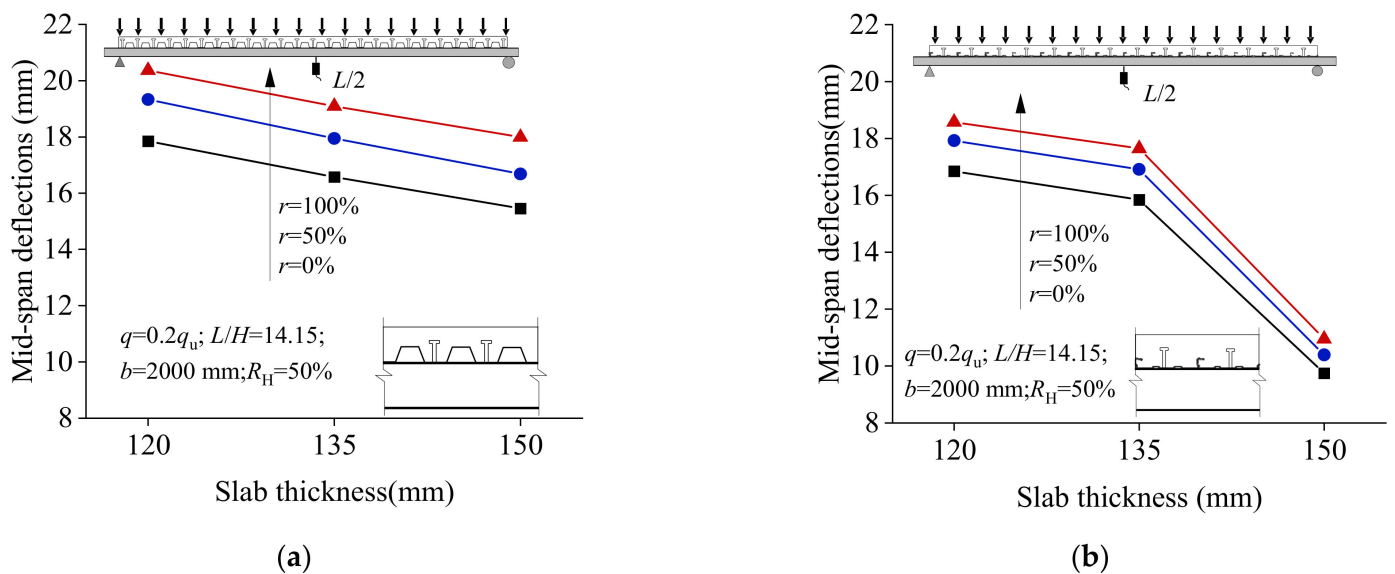 22
20
18
16
14
12
10
8
Mid-span deflections (mm)
L/2
r=100%
r=50%
r=0%
q=0.2qu; L/H=14.15;
b=2000 mm;RH=50%
120
135
150
Slab thickness(mm)
(a)
22
20
18
16
14
12
10
8
Mid-span deflections(mm)
L/2
r=100%
r=50%
r=0%
q=0.2qu; L/H=14.15;
b=2000 mm;RH=50%
120
135
150
Slab thickness (mm)
(b)